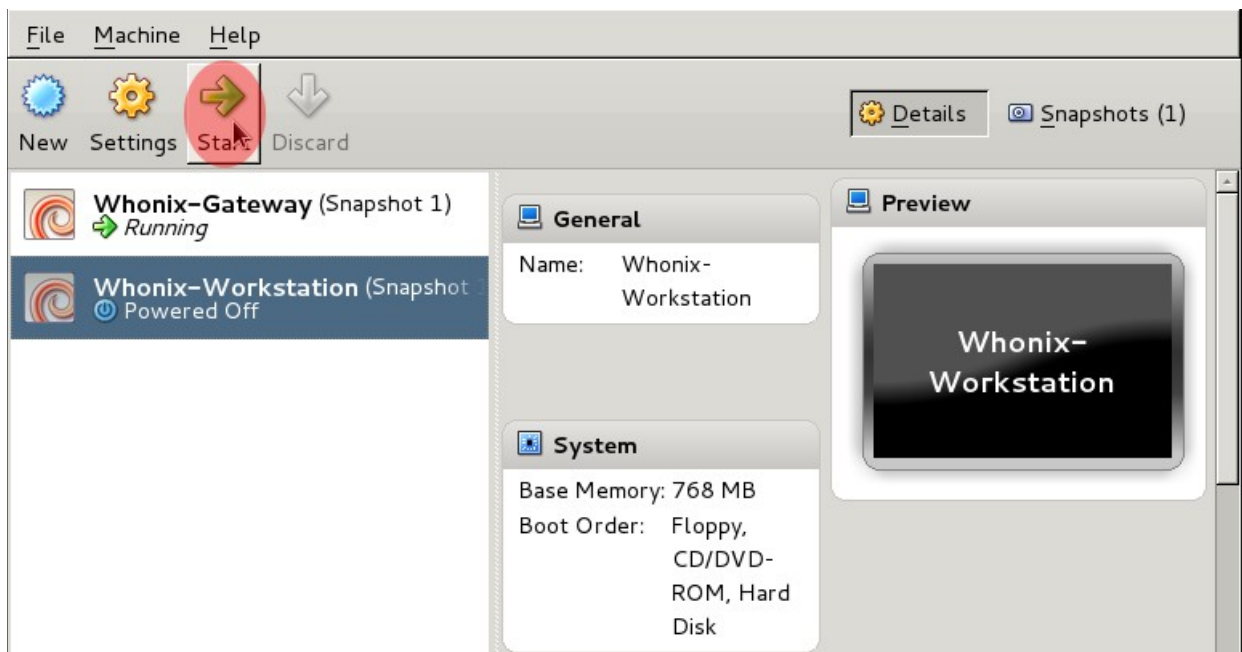 File Machine Help
New Settings Start Discard
Details Snapshots (1)
Whonix-Gateway (Snapshot 1)
Running
Whonix-Workstation (Snapshot
Powered Off
General
Name: Whonix-
Workstation
System
Base Memory: 768 MB
Boot Order: Floppy,
CD/DVD-
ROM, Hard
Disk
Preview
Whonix-
Workstation